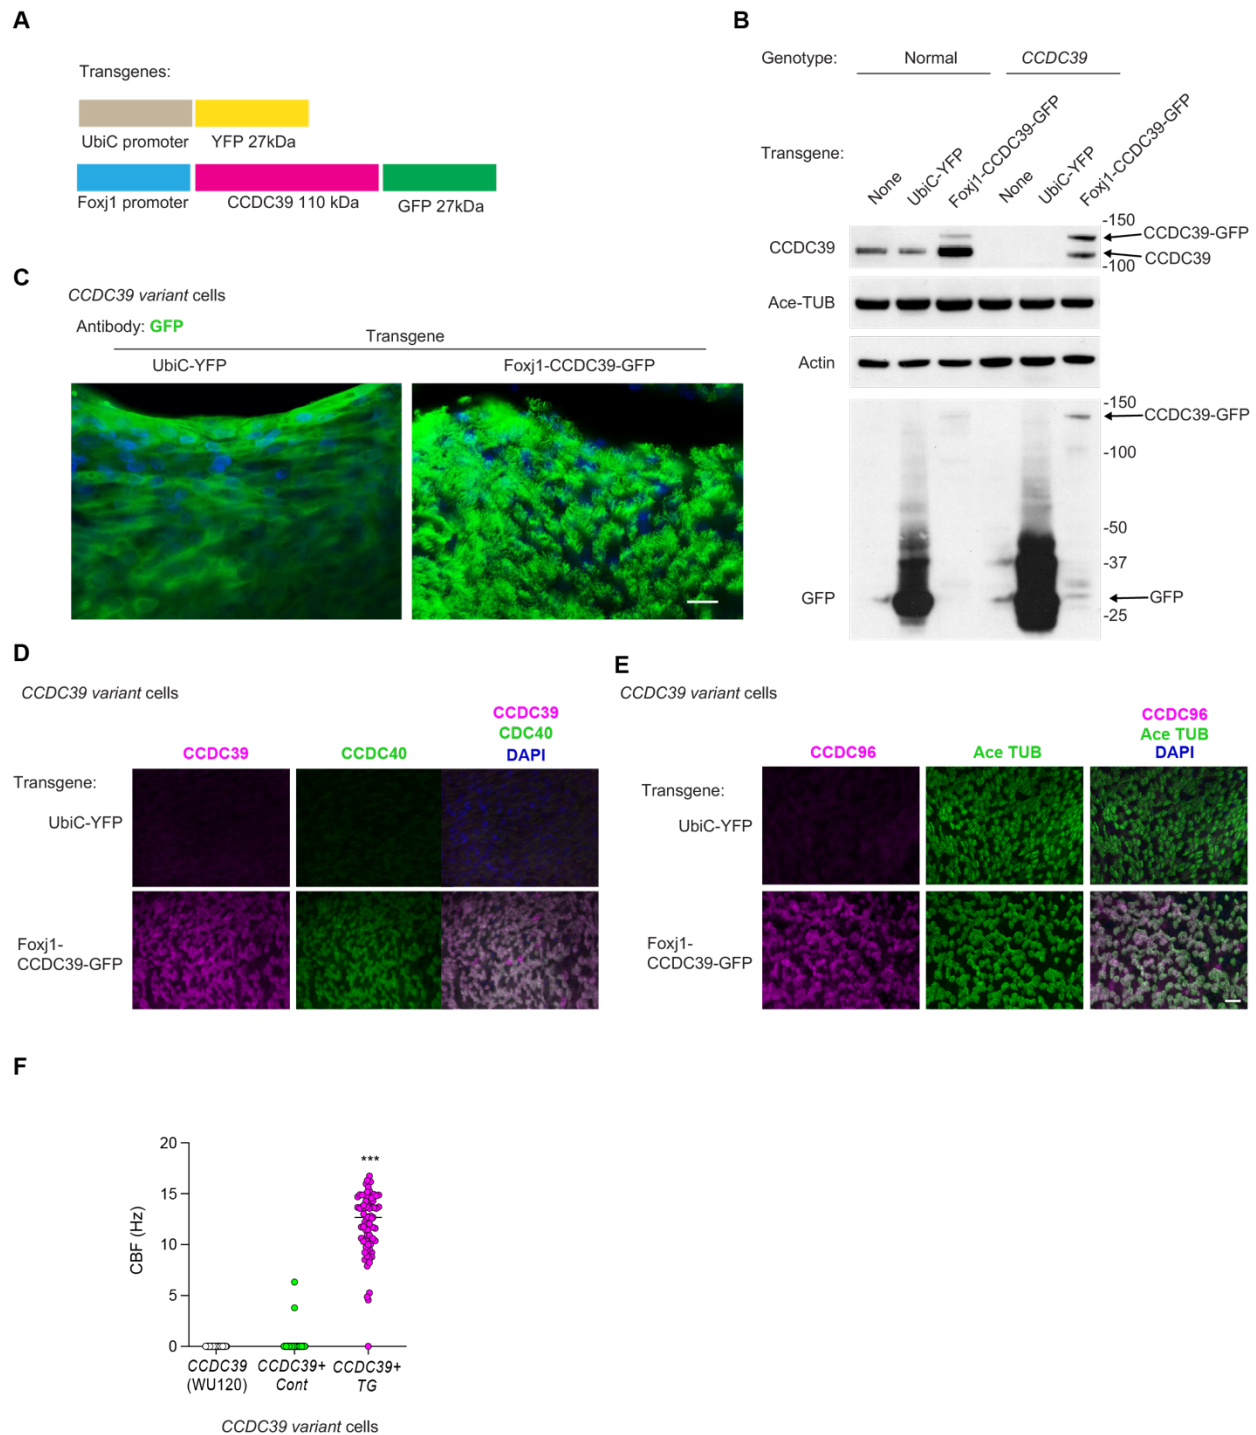 A
Transgenes:
UbiC promoter YFP 27kDa
Foxj1 promoter CCDC39 110 kDa GFP 27kDa
B
Genotype: Normal CCDC39
Transgene: None UbiC-YFP Foxj1-CCDC39-GFP None UbiC-YFP Foxj1-CCDC39-GFP
-150
CCDC39 CCDC39-GFP
CCDC39
-100
Ace-TUB
Actin
-150
CCDC39-GFP
-100
-50
-37
GFP GFP
-25
C
CCDC39 variant cells
Antibody: GFP
Transgene
UbiC-YFP Foxj1-CCDC39-GFP
D
CCDC39 variant cells
CCDC39
CDC40
CCDC39 CCDC40 DAPI
Transgene:
UbiC-YFP
Foxj1-
CCDC39-GFP
E
CCDC39 variant cells
CCDC96
Ace TUB
CCDC96 Ace TUB DAPI
Transgene:
UbiC-YFP
Foxj1-
CCDC39-GFP
F
CBF (Hz)
20
15
10
5
0
***
CCDC39 CCDC39+ CCDC39+
(WU120) Cont TG
CCDC39 variant cells